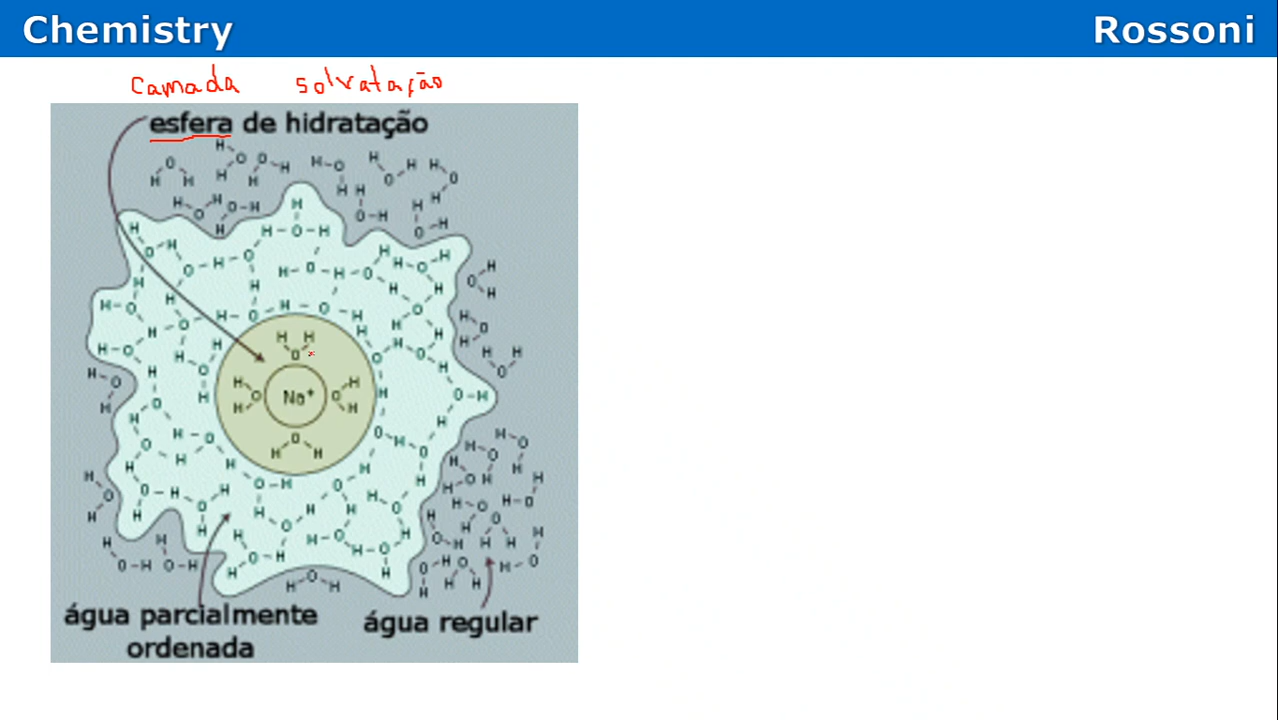 Chemistry Rossoni
camada solvatação
esfera de hidratação
Na⁺
água parcialmente
ordenada
água regular